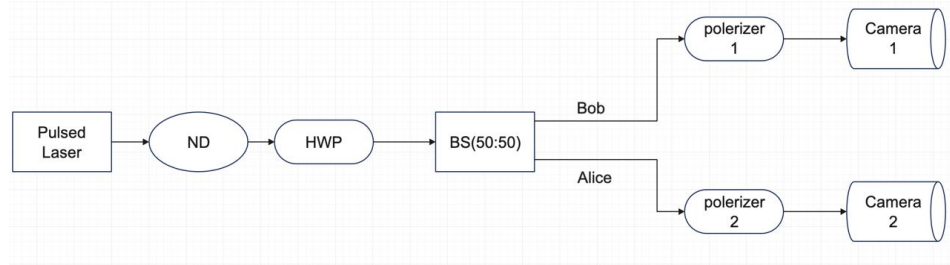 Pulsed
Laser
ND
HWP
BS(50:50)
Bob
Alice
polerizer
1
Camera
1
polerizer
2
Camera
2